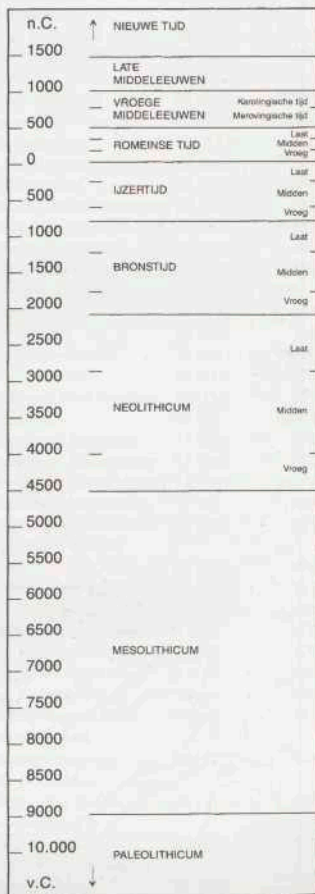 n.C.
NIEUWE TIJD
1500
LATE
MIDDELEEUWEN
1000
VROEGE Karolingische tijd
MIDDELEEUWEN Merovingische tijd
500
Laat
ROMEINSE TIJD Midden
Vroeg
0
Laat
500
IJZERTIJD Midden
Vroeg
1000
Laat
BRONSTIJD
1500 Midden
2000 Vroeg
2500
Laat
3000
3500
NEOLITHICUM Midden
4000
Vroeg
4500
5000
5500
6000
6500
MESOLITHICUM
7000
7500
8000
8500
9000
10.000
PALEOLITHICUM
v.C.